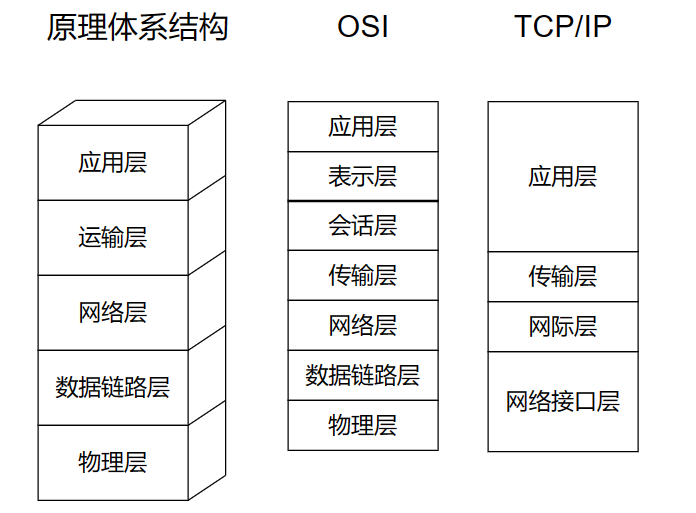 原理体系结构
OSI
TCP/IP
应用层
运输层
网络层
数据链路层
物理层
应用层
表示层
会话层
传输层
网络层
数据链路层
物理层
应用层
传输层
网际层
网络接口层